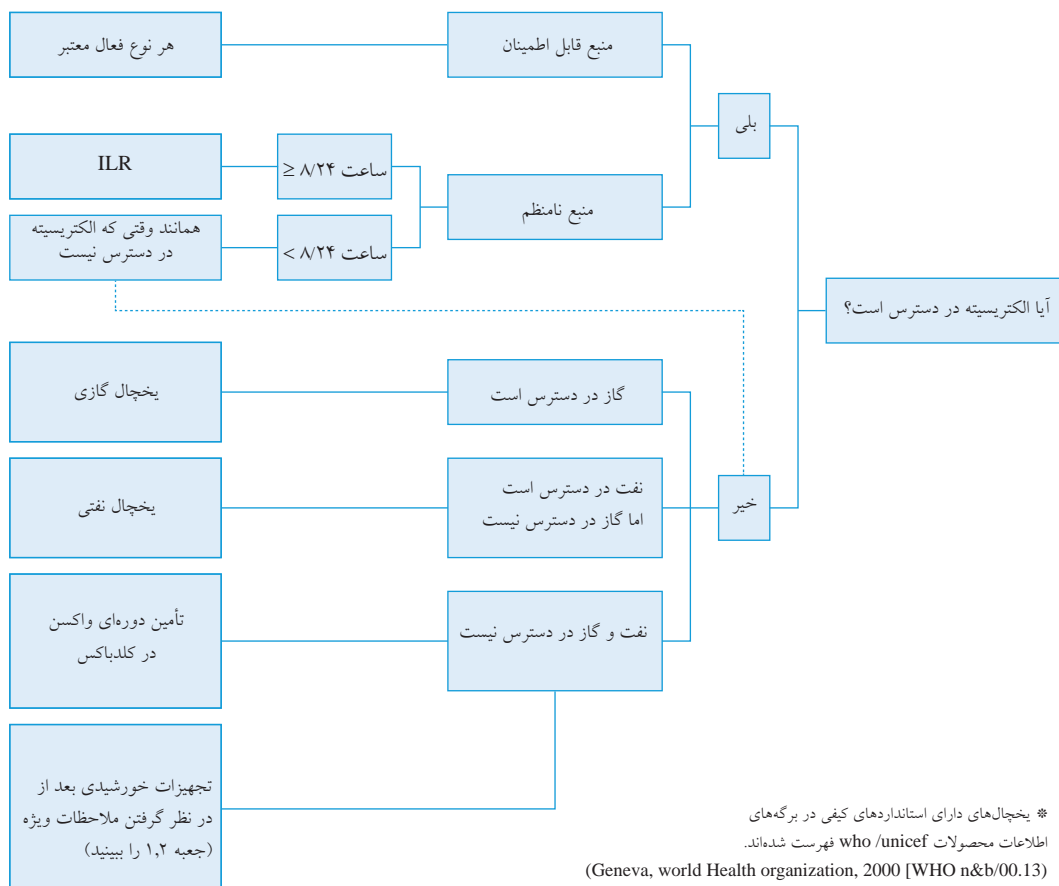 آیا الکتریسیته در دسترس است؟
بلی
منبع قابل اطمینان
هر نوع فعال معتبر
منبع نامنظم
ساعت ۸/۲۴ ≤
ILR
ساعت ۸/۲۴ >
همانند وقتی که الکتریسیته
در دسترس نیست
خیر
گاز در دسترس است
یخچال گازی
نفت در دسترس است
اما گاز در دسترس نیست
یخچال نفتی
نفت و گاز در دسترس نیست
تأمین دوره‌ای واکسن
در کلدباکس
تجهیزات خورشیدی بعد از
در نظر گرفتن ملاحظات ویژه
(جعبه ۱,۲ را ببینید)
* یخچال‌های دارای استانداردهای کیفی در برگه‌های
اطلاعات محصولات who /unicef فهرست شده‌اند.
(Geneva, world Health organization, 2000 [WHO n&b/00.13)